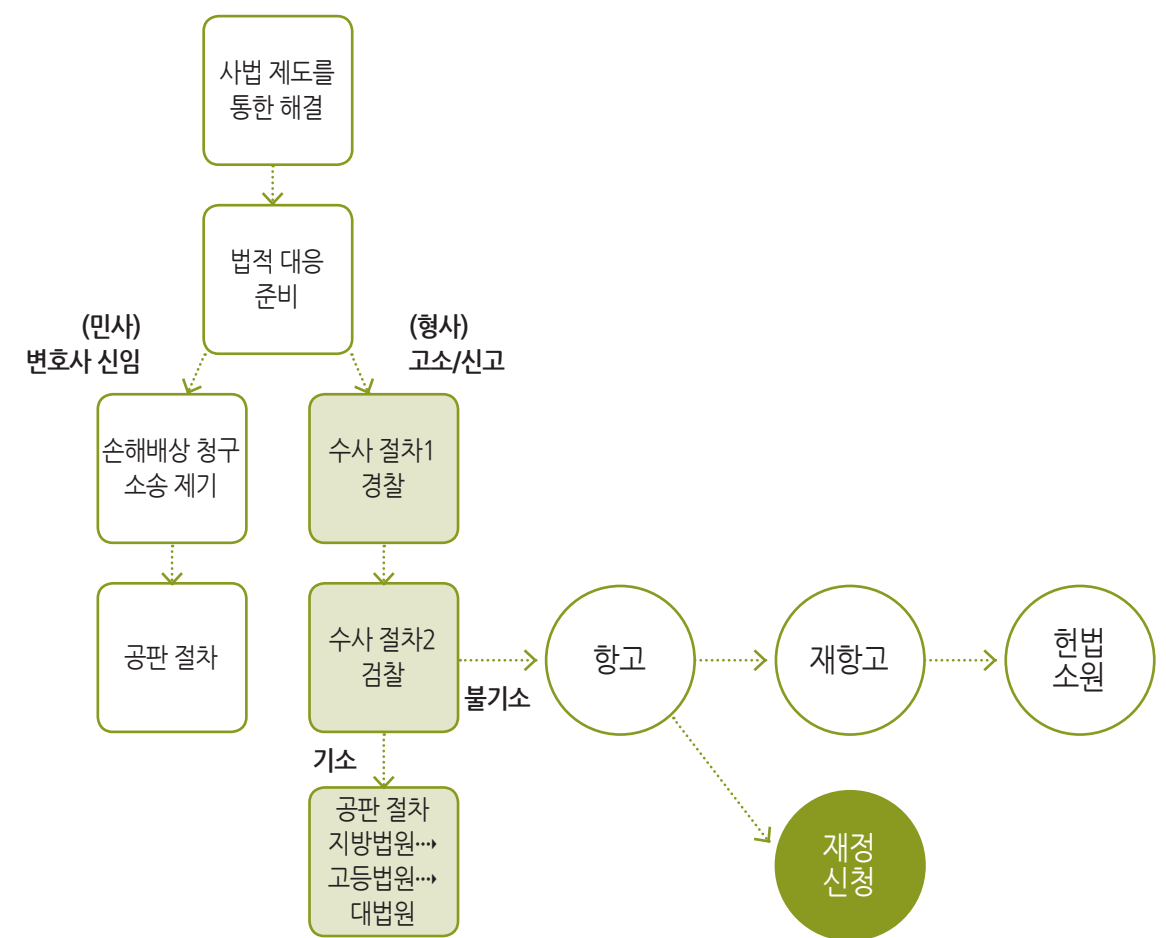 사법 제도를
통한 해결
법적 대응
준비
(민사)
변호사 신임
(형사)
고소/신고
손해배상 청구
소송 제기
수사 절차1
경찰
공판 절차
수사 절차2
검찰
불기소
항고
재항고
헌법
소원
기소
공판 절차
지방법원⋯→
고등법원⋯→
대법원
재정
신청